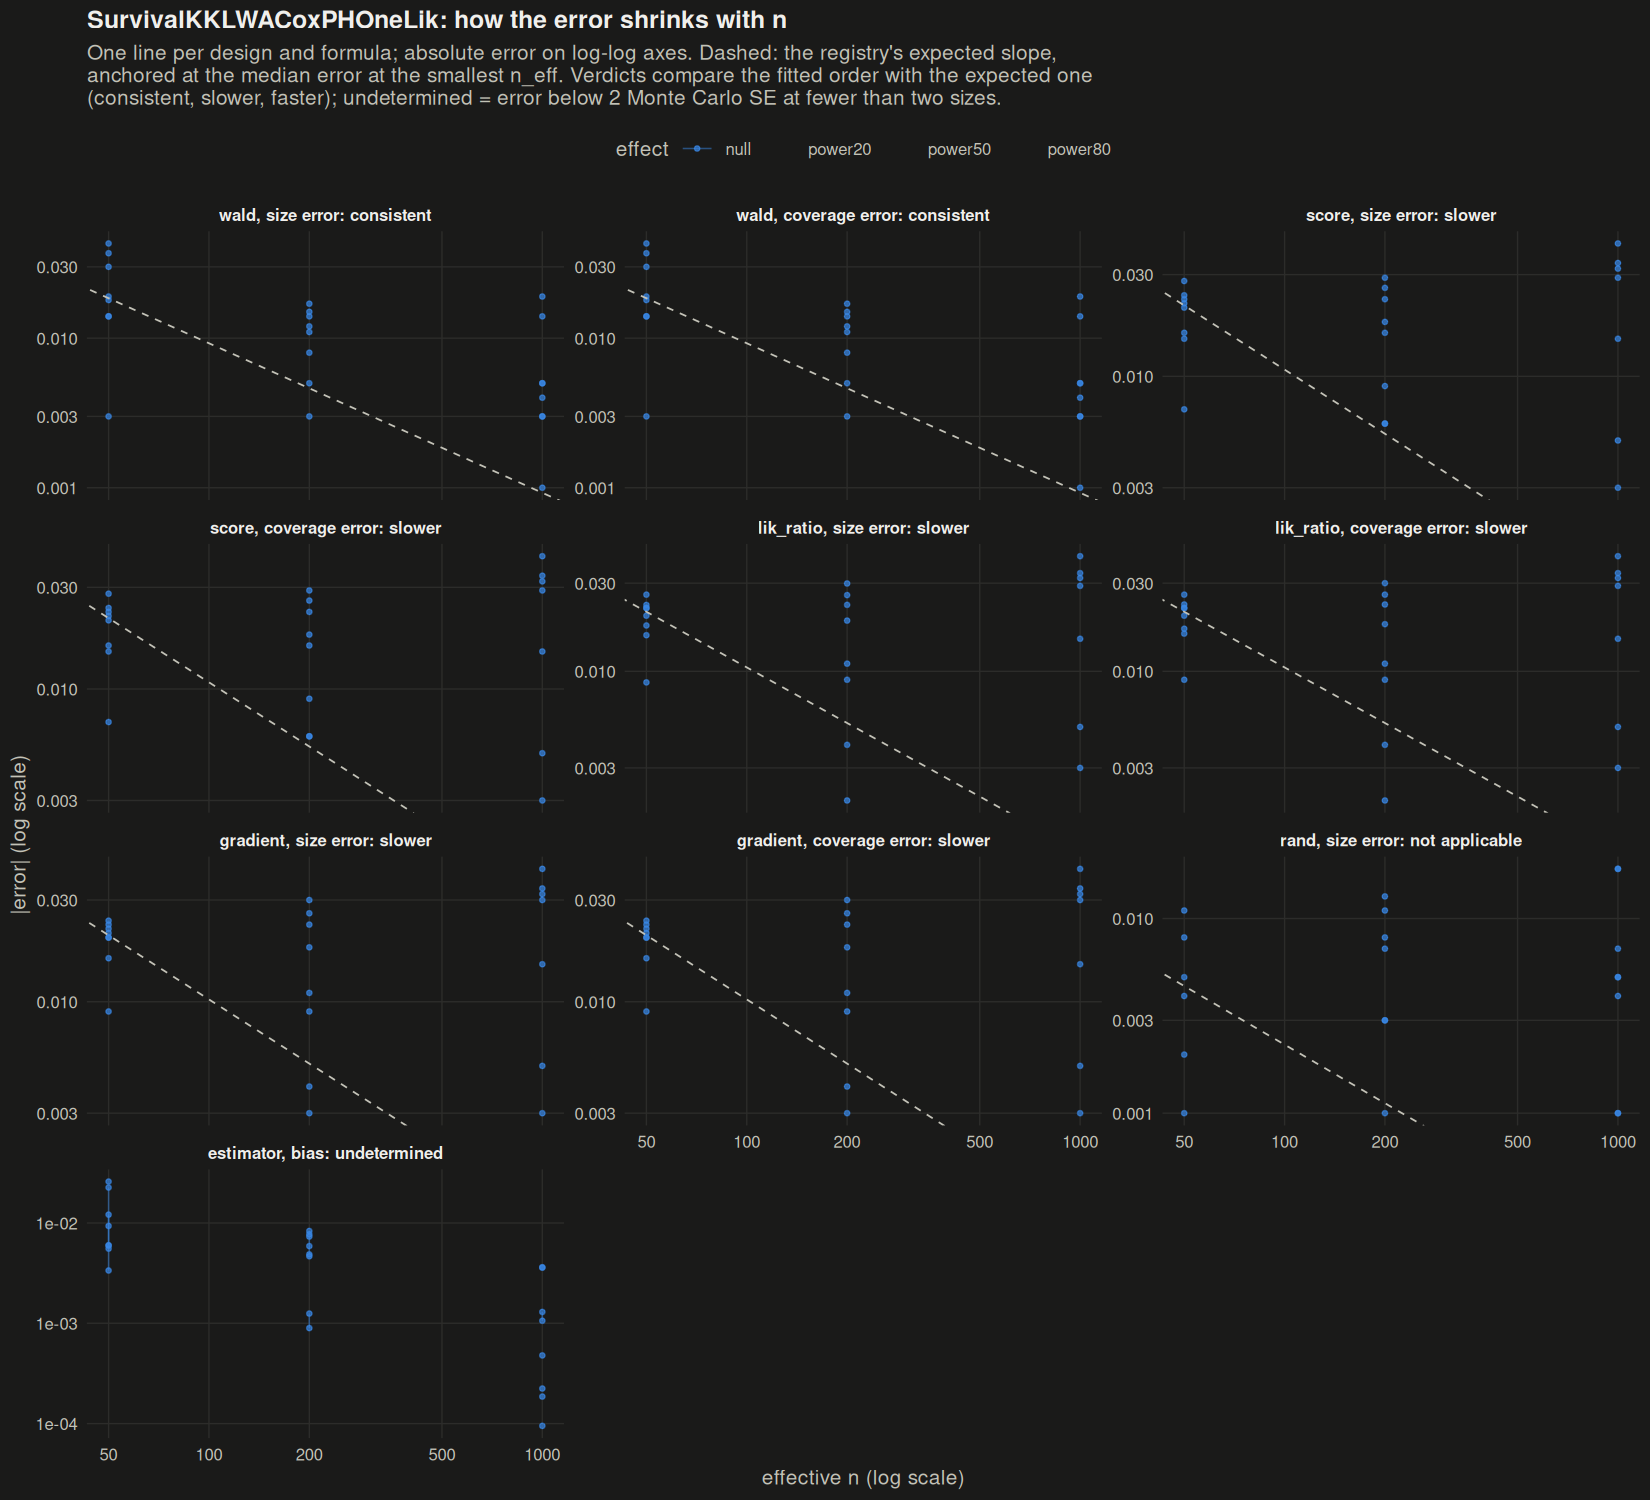 SurvivalKKLWACoxPHOneLik: how the error shrinks with n
One line per design and formula; absolute error on log-log axes. Dashed: the registry's expected slope,
anchored at the median error at the smallest n_eff. Verdicts compare the fitted order with the expected one
(consistent, slower, faster); undetermined = error below 2 Monte Carlo SE at fewer than two sizes.
effect null power20 power50 power80
wald, size error: consistent
0.030
0.010
0.003
0.001
wald, coverage error: consistent
0.030
0.010
0.003
0.001
score, size error: slower
0.030
0.010
0.003
score, coverage error: slower
0.030
0.010
0.003
lik_ratio, size error: slower
0.030
0.010
0.003
lik_ratio, coverage error: slower
0.030
0.010
0.003
gradient, size error: slower
0.030
0.010
0.003
gradient, coverage error: slower
0.030
0.010
0.003
50 100 200 500 1000
rand, size error: not applicable
0.010
0.003
0.001
50 100 200 500 1000
estimator, bias: undetermined
1e-02
1e-03
1e-04
50 100 200 500 1000
|error| (log scale)
effective n (log scale)